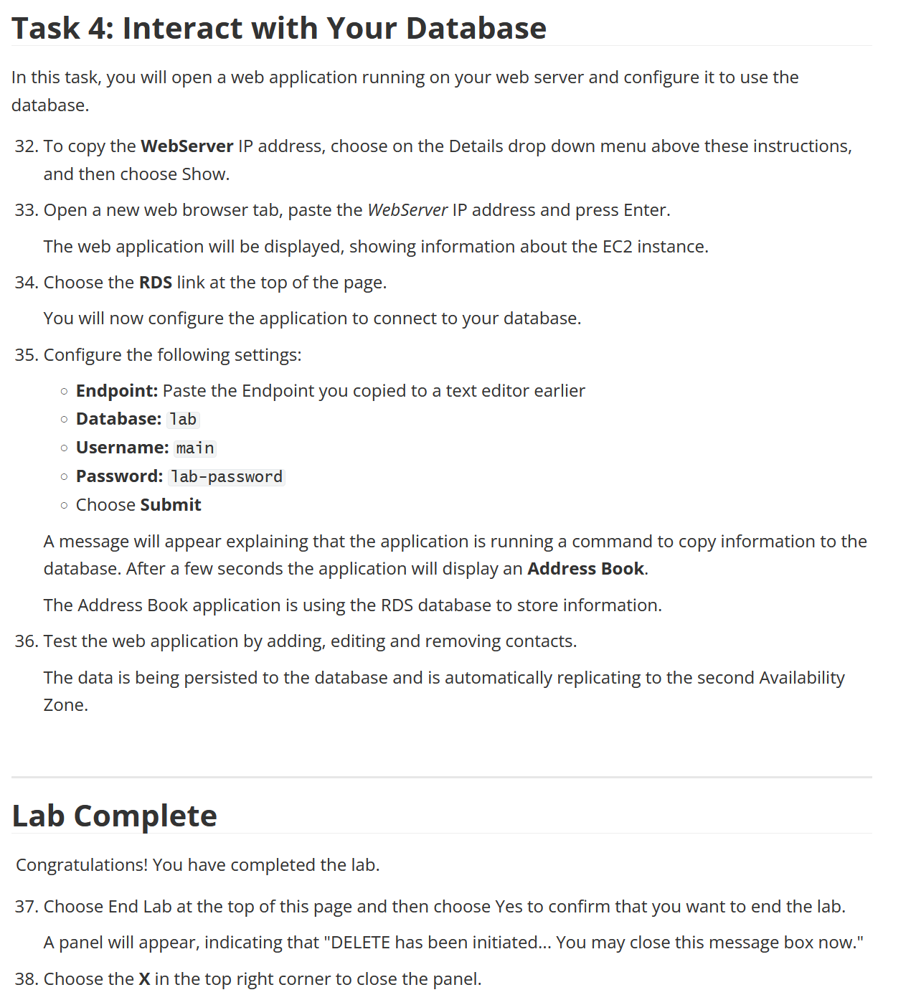 Task 4: Interact with Your Database
In this task, you will open a web application running on your web server and configure it to use the
database.
32. To copy the WebServer IP address, choose on the Details drop down menu above these instructions,
and then choose Show.
33. Open a new web browser tab, paste the WebServer IP address and press Enter.
The web application will be displayed, showing information about the EC2 instance.
34. Choose the RDS link at the top of the page.
You will now configure the application to connect to your database.
35. Configure the following settings:
○ Endpoint: Paste the Endpoint you copied to a text editor earlier
○ Database: lab
○ Username: main
○ Password: lab-password
○ Choose Submit
A message will appear explaining that the application is running a command to copy information to the
database. After a few seconds the application will display an Address Book.
The Address Book application is using the RDS database to store information.
36. Test the web application by adding, editing and removing contacts.
The data is being persisted to the database and is automatically replicating to the second Availability
Zone.
Lab Complete
Congratulations! You have completed the lab.
37. Choose End Lab at the top of this page and then choose Yes to confirm that you want to end the lab.
A panel will appear, indicating that "DELETE has been initiated... You may close this message box now."
38. Choose the X in the top right corner to close the panel.